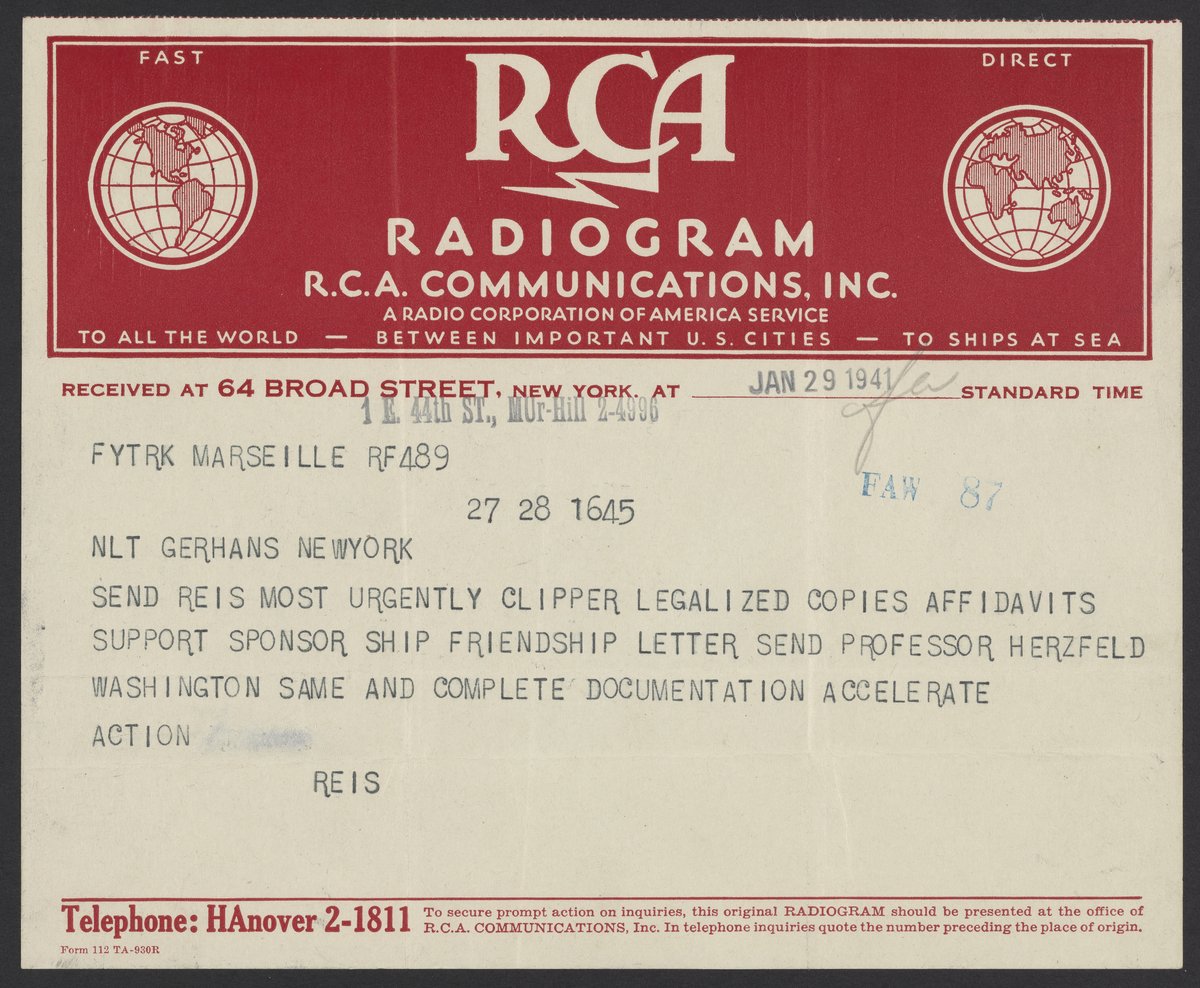 FAST
DIRECT
RCA
RADIOGRAM
R.C.A. COMMUNICATIONS, INC.
A RADIO CORPORATION OF AMERICA SERVICE
TO ALL THE WORLD — BETWEEN IMPORTANT U.S. CITIES — TO SHIPS AT SEA
RECEIVED AT 64 BROAD STREET, NEW YORK, AT JAN 29 1941 STANDARD TIME
1 E. 44th ST., MUr-Hill 2-4996
FYTRK MARSEILLE RF489
FAW 87
27 28 1645
NLT GERHANS NEWYORK
SEND REIS MOST URGENTLY CLIPPER LEGALIZED COPIES AFFIDAVITS
SUPPORT SPONSOR SHIP FRIENDSHIP LETTER SEND PROFESSOR HERZFELD
WASHINGTON SAME AND COMPLETE DOCUMENTATION ACCELERATE
ACTION
REIS
Telephone: HAnover 2-1811
To secure prompt action on inquiries, this original RADIOGRAM should be presented at the office of
R.C.A. COMMUNICATIONS, Inc. In telephone inquiries quote the number preceding the place of origin.
Form 112 TA-930R